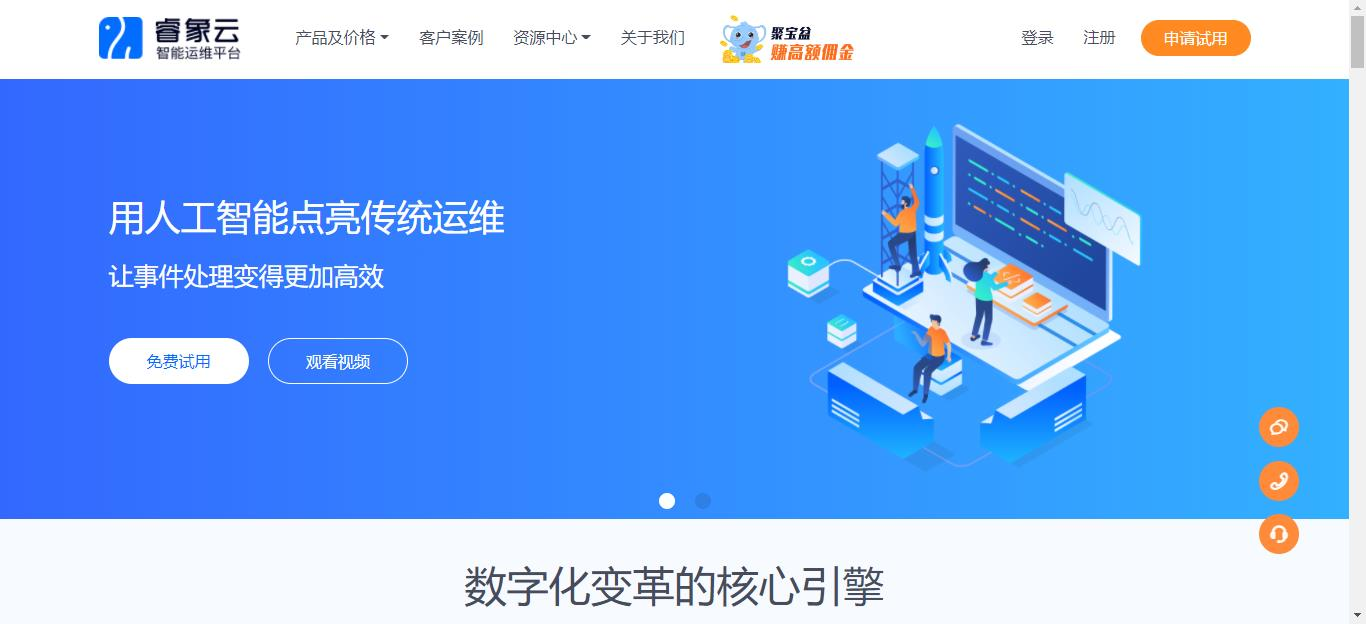 睿象云
智能运维平台
产品及价格
客户案例
资源中心
关于我们
聚宝盆
赚高额佣金
登录
注册
申请试用
用人工智能点亮传统运维
让事件处理变得更加高效
免费试用
观看视频
数字化变革的核心引擎